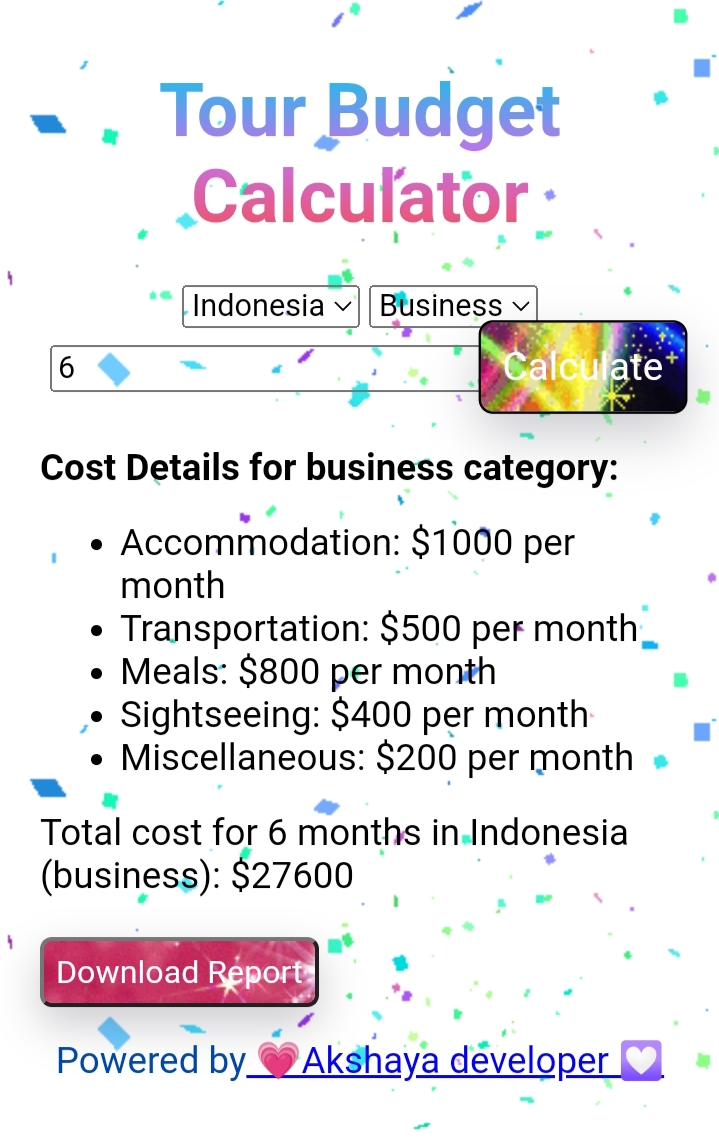 Tour Budget
Calculator
Indonesia Business
6 Calculate
Cost Details for business category:
• Accommodation: $1000 per
month
• Transportation: $500 per month
• Meals: $800 per month
• Sightseeing: $400 per month
• Miscellaneous: $200 per month
Total cost for 6 months in Indonesia
(business): $27600
Download Report
Powered by 💗Akshaya developer 💟